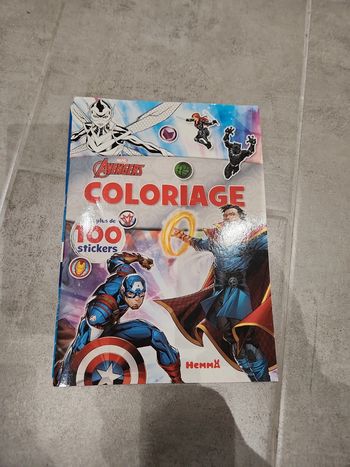 AVENGERS
COLORIAGE
plus de
100
stickers
HEMMA